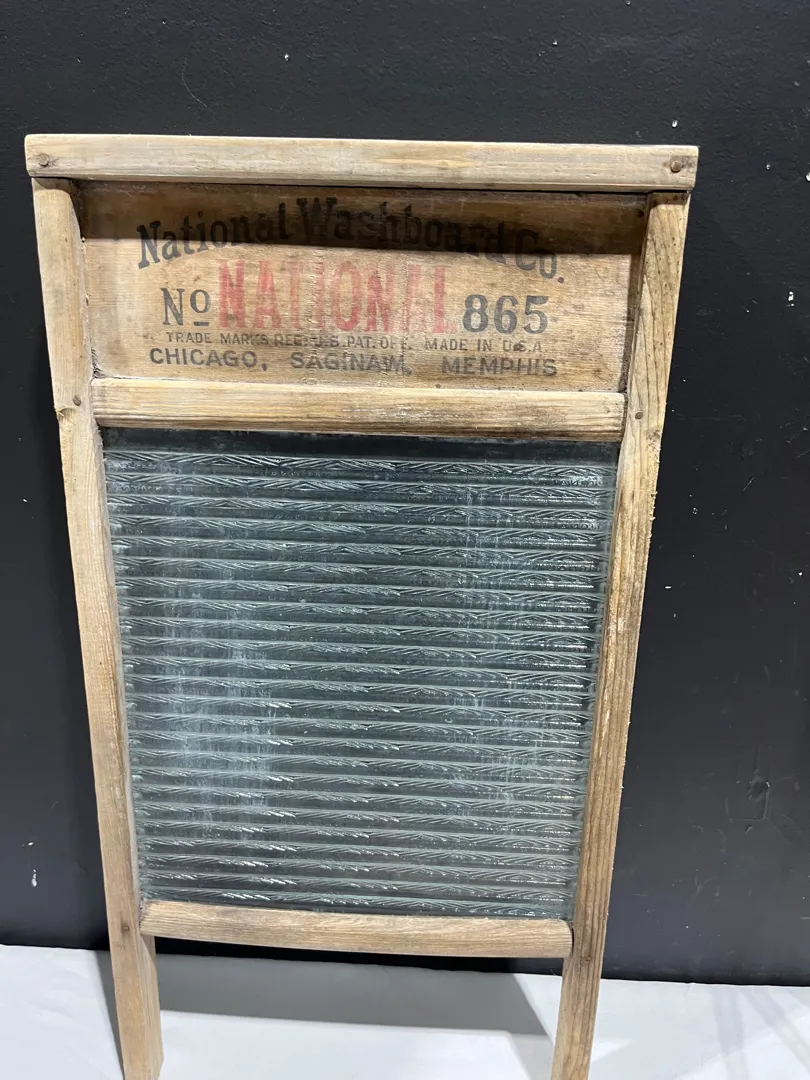 National Washboard Co.
No NATIONAL 865
TRADE MARKS REG. U.S. PAT. OFF. MADE IN U.S.A.
CHICAGO, SAGINAW, MEMPHIS